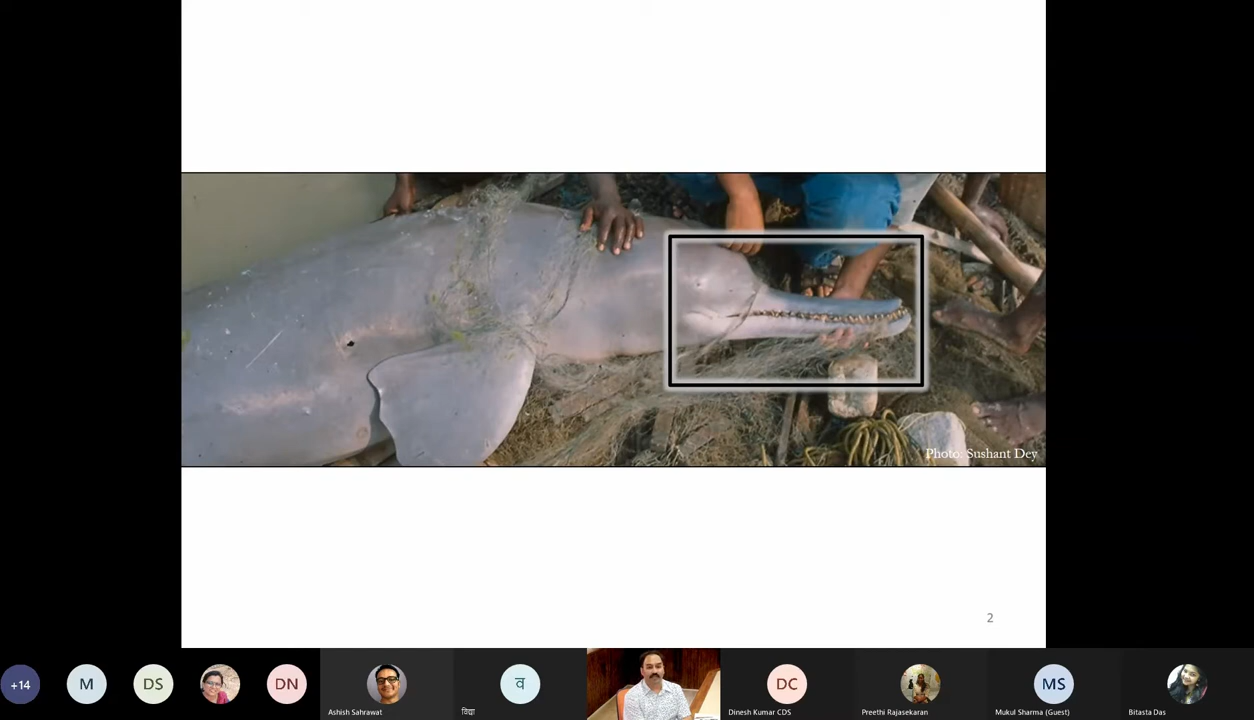 Photo: Sushant Dey
2
+14
M
DS
DN
व
DC
MS
Ashish Sahrawat
विद्या
Dinesh Kumar CDS
Preethi Rajasekaran
Mukul Sharma (Guest)
Bitasta Das